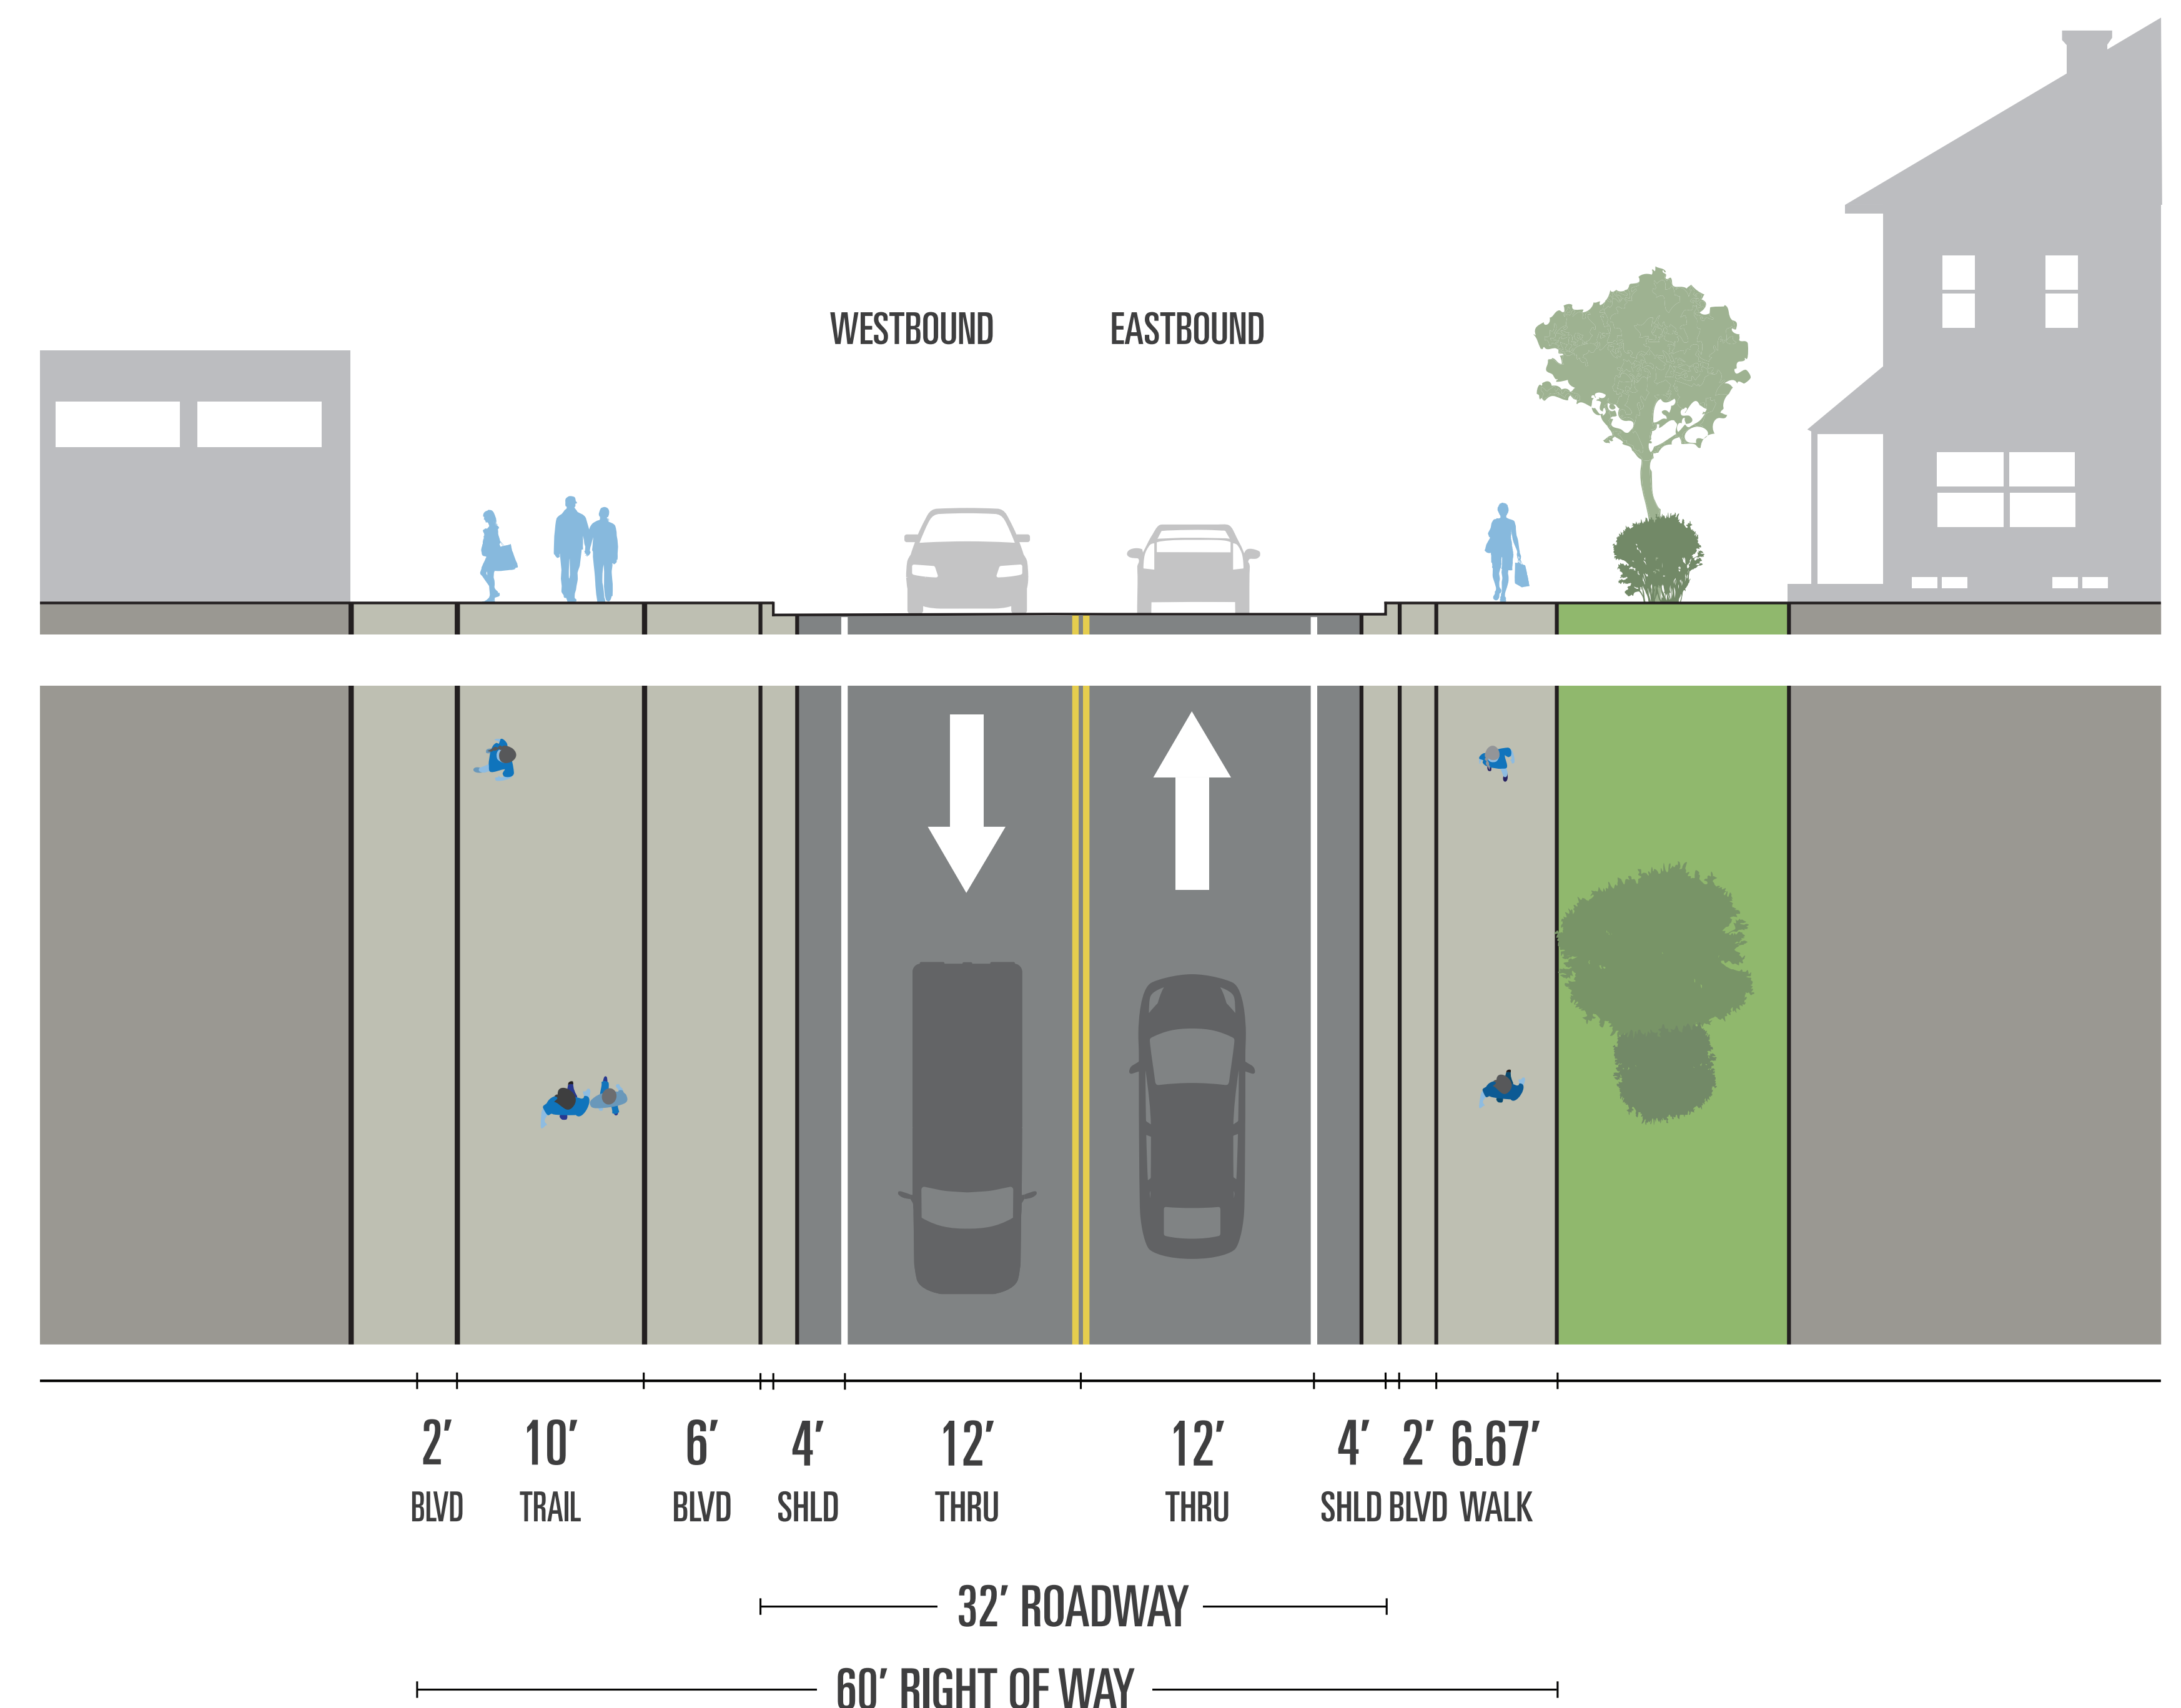 WESTBOUND EASTBOUND
2' 10' 6' 4' 12' 12' 4' 2' 6.67'
BLVD TRAIL BLVD SHLD THRU THRU SHLD BLVD WALK
32' ROADWAY
60' RIGHT OF WAY